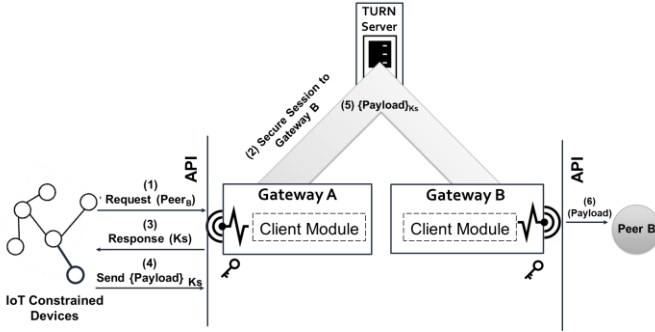 TURN
Server
(2) Secure Session to
Gateway B
(5) {Payload}Ks
API
API
(1)
Request (PeerB)
(3)
Response (Ks)
(4)
Send {Payload} Ks
IoT Constrained
Devices
Gateway A
Client Module
Gateway B
Client Module
(6)
(Payload)
Peer B